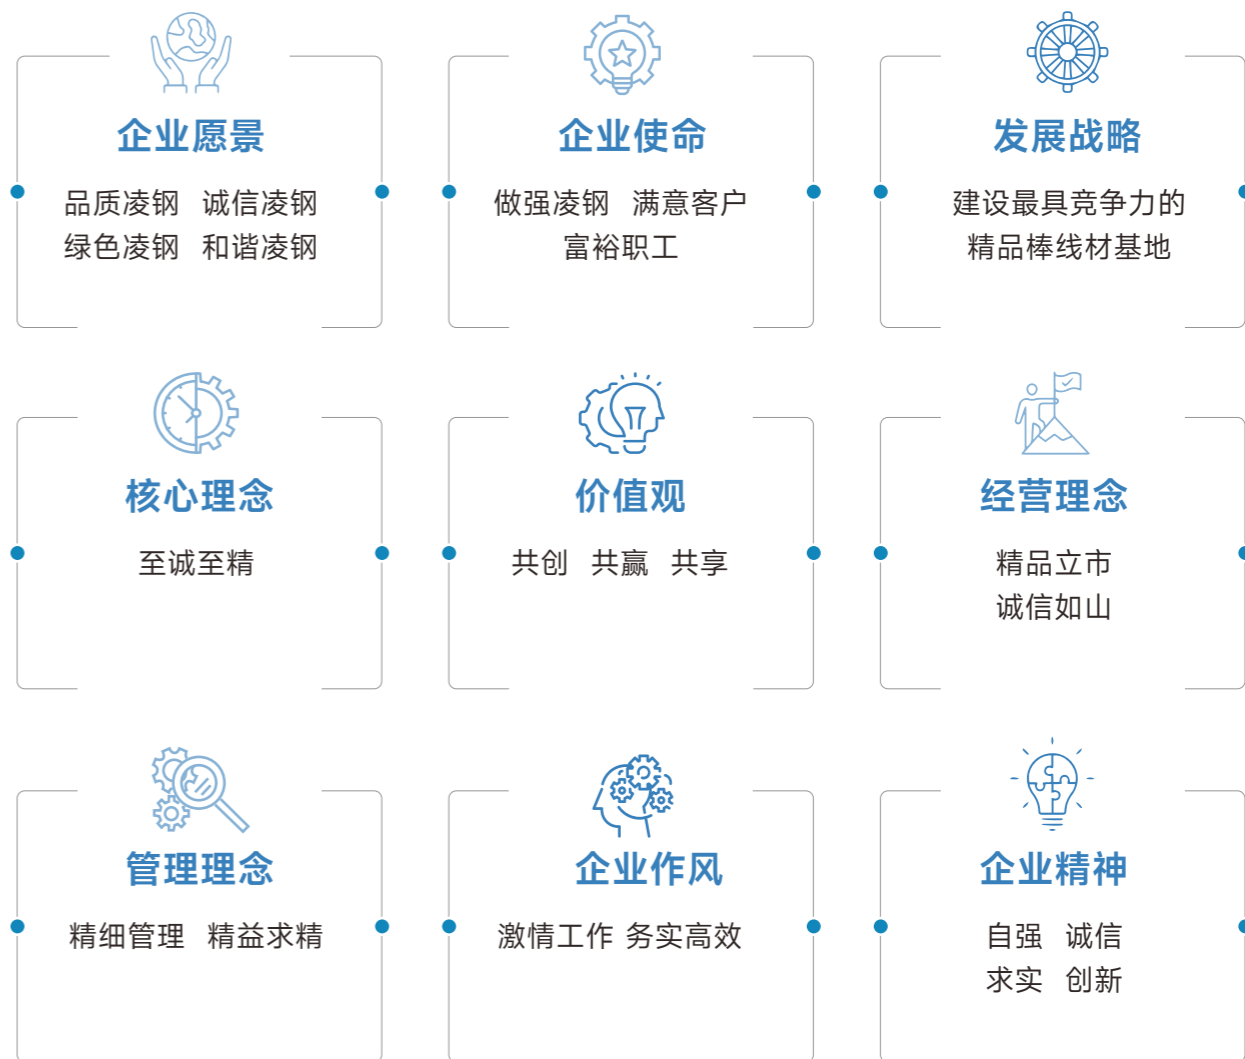 企业愿景
品质凌钢 诚信凌钢
绿色凌钢 和谐凌钢
企业使命
做强凌钢 满意客户
富裕职工
发展战略
建设最具竞争力的
精品棒线材基地
核心理念
至诚至精
价值观
共创 共赢 共享
经营理念
精品立市
诚信如山
管理理念
精细管理 精益求精
企业作风
激情工作 务实高效
企业精神
自强 诚信
求实 创新